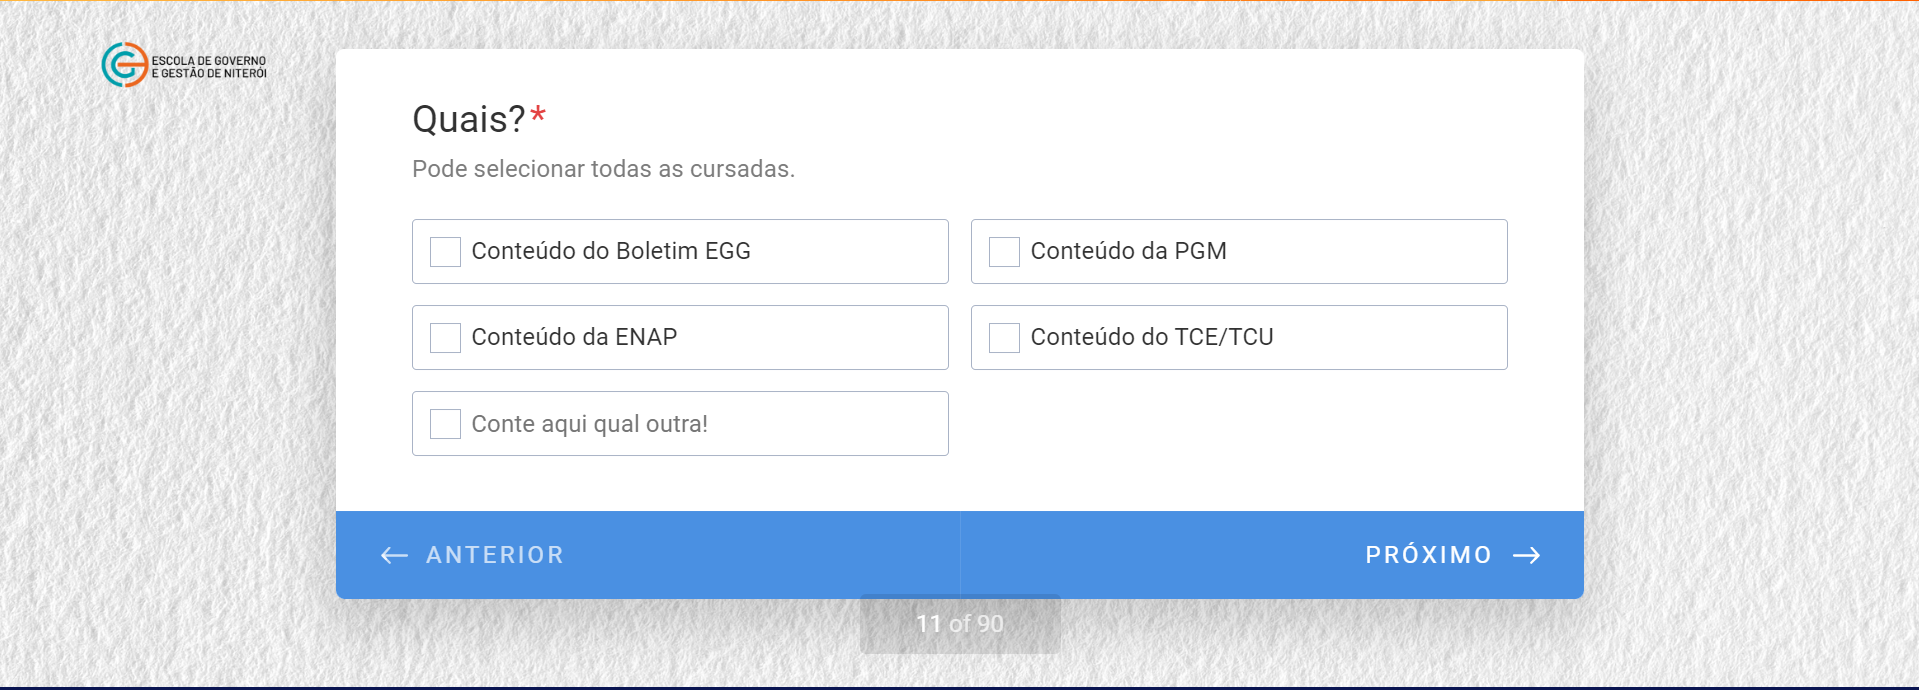 ESCOLA DE GOVERNO
E GESTÃO DE NITERÓI
Quais?*
Pode selecionar todas as cursadas.
Conteúdo do Boletim EGG
Conteúdo da PGM
Conteúdo da ENAP
Conteúdo do TCE/TCU
Conte aqui qual outra!
ANTERIOR
PRÓXIMO
11 of 90